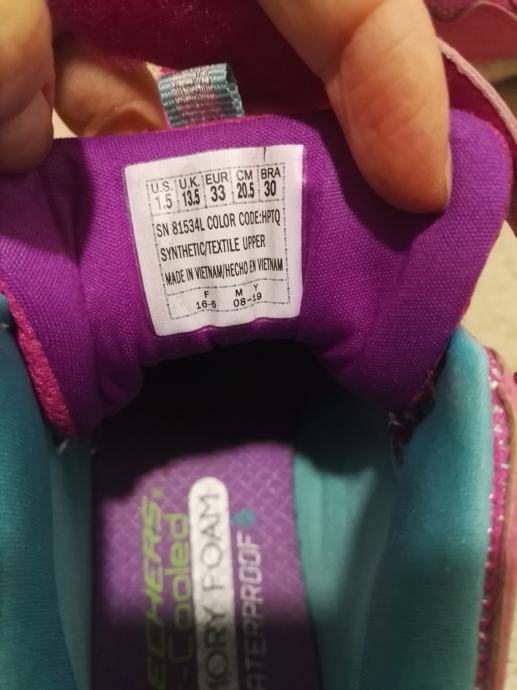 U.S. U.K. EUR CM BRA
1.5 13.5 33 20.5 30
SN 81534L COLOR CODE:HPTQ
SYNTHETIC/TEXTILE UPPER
MADE IN VIETNAM/HECHO EN VIETNAM
F M Y
16-6 08-19
ECHERS
-Cooled
MORY FOAM
ATERPROOF